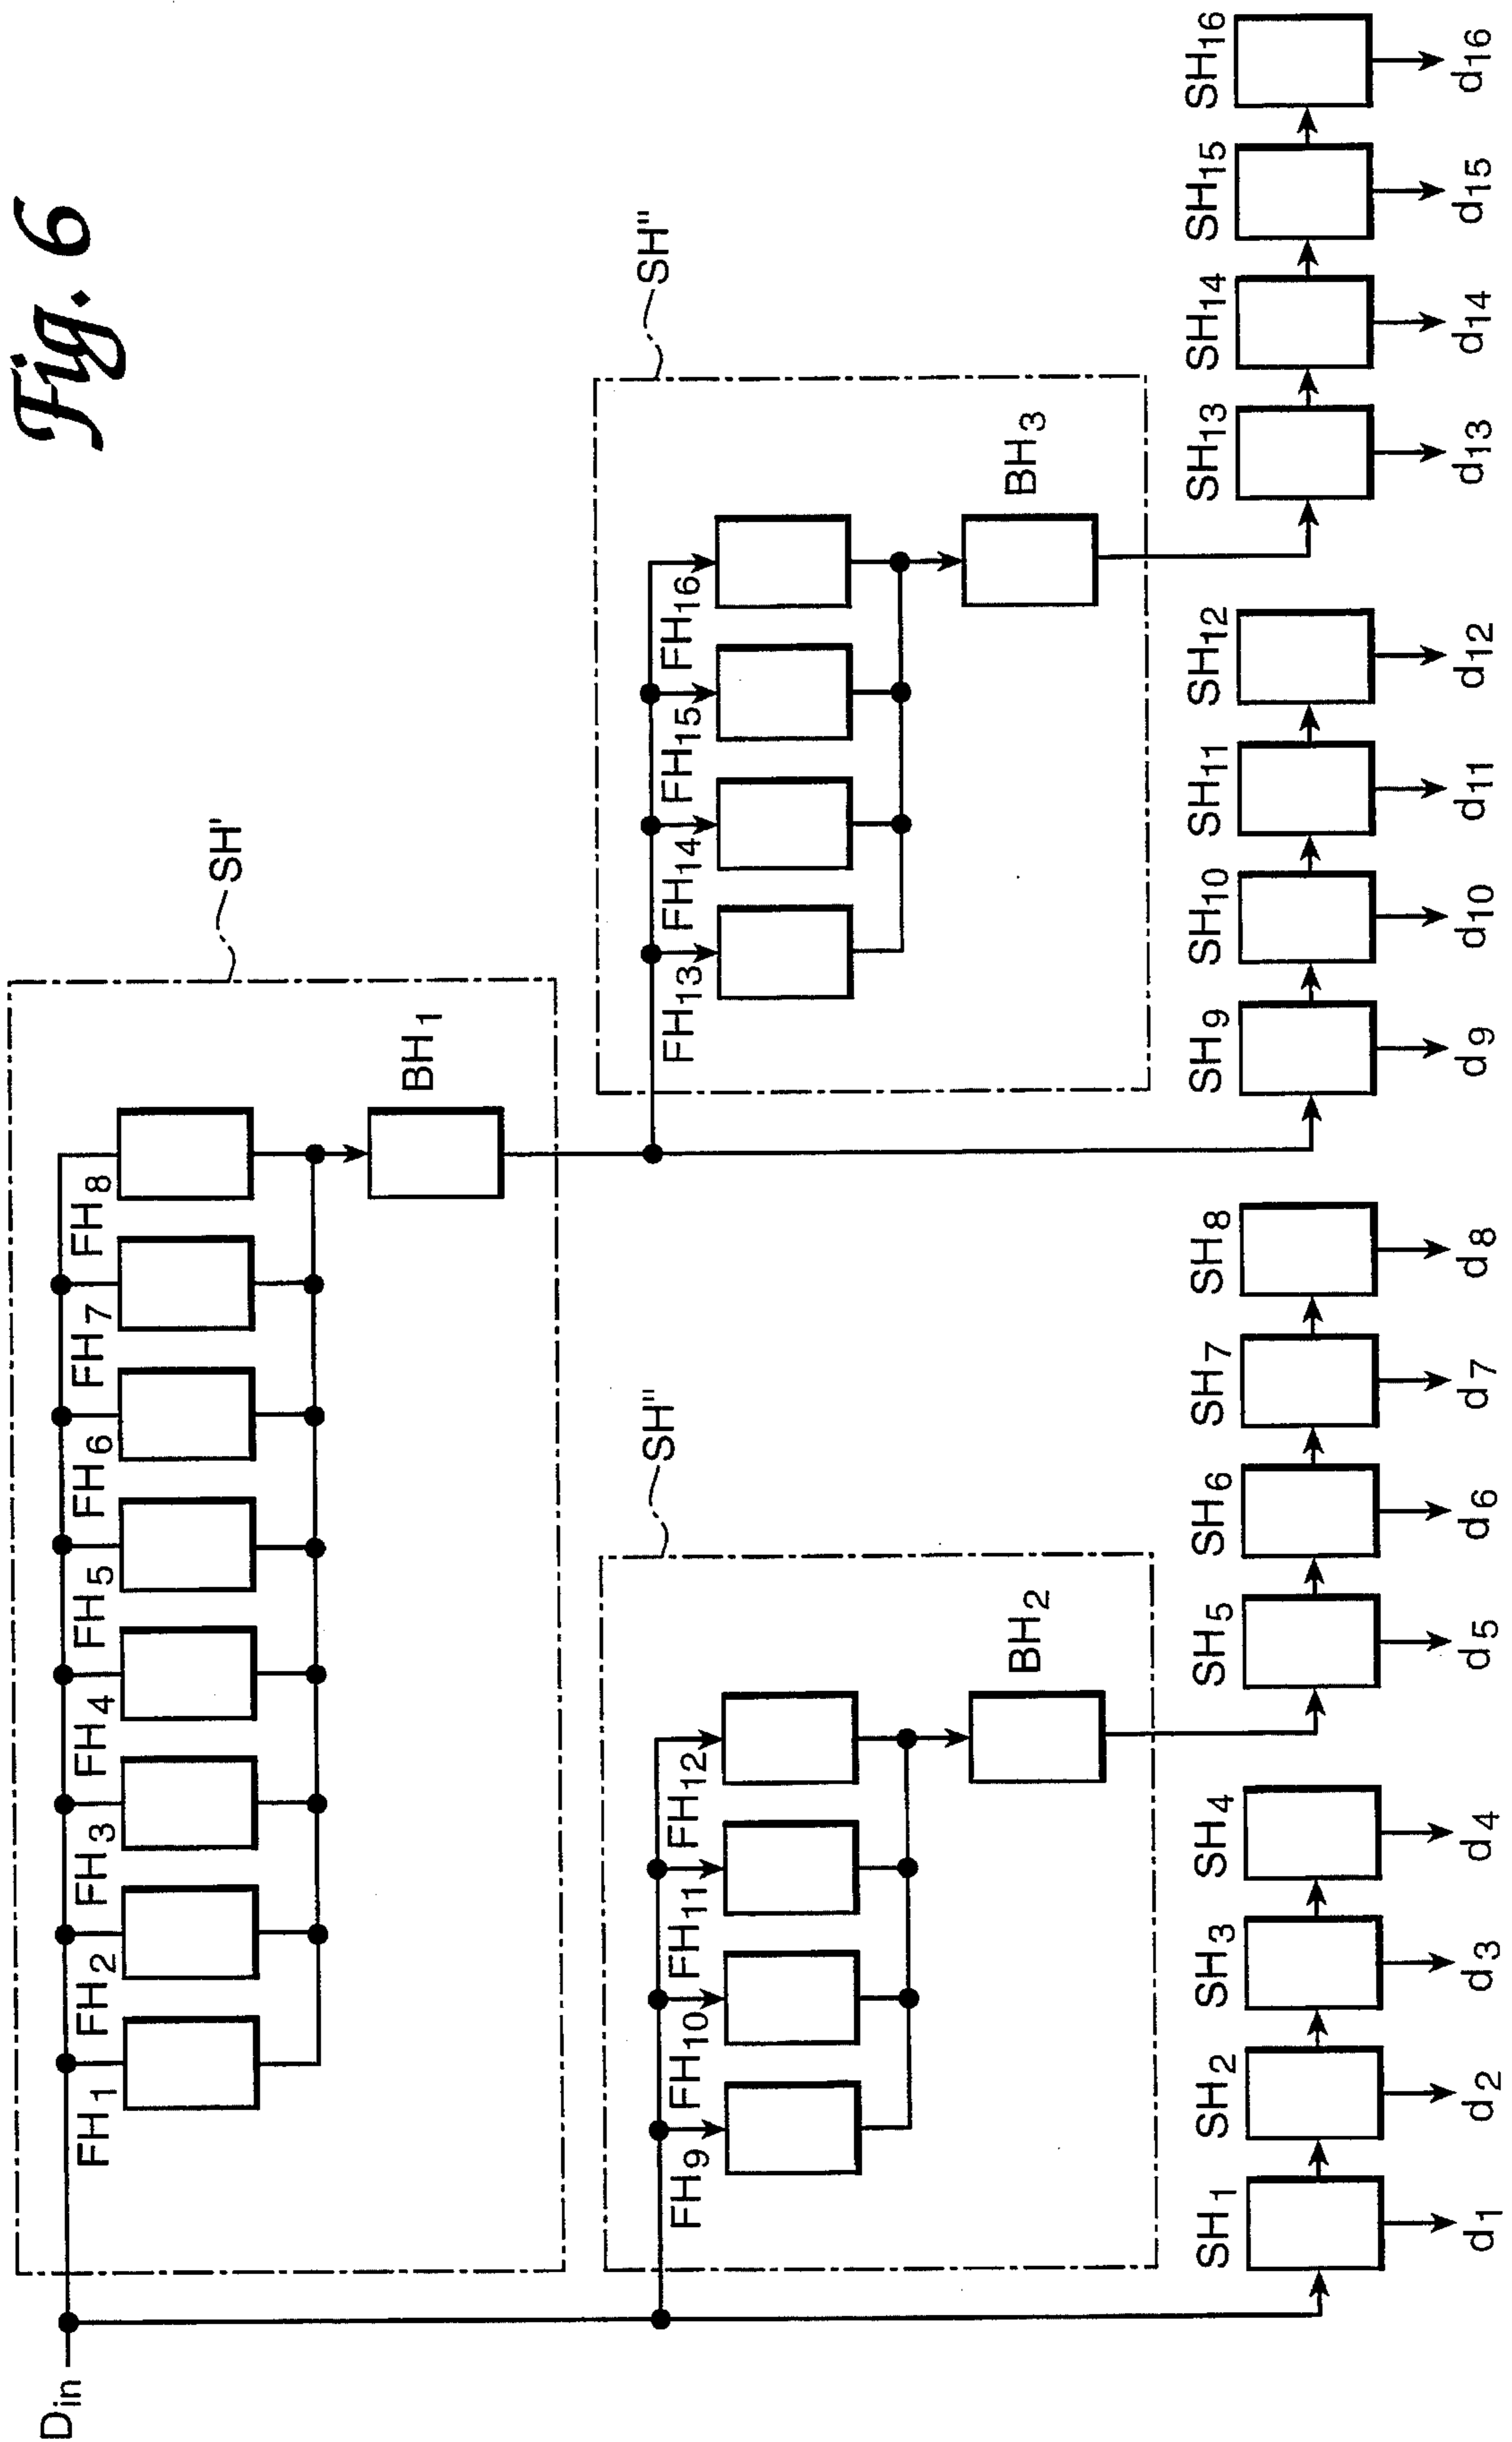 Fig. 6
SH'
FH1 FH2 FH3 FH4 FH5 FH6 FH7 FH8
BH1
Din
SH" SH"
FH9 FH10 FH11 FH12 FH13 FH14 FH15 FH16
BH2 BH3
SH1 SH2 SH3 SH4 SH5 SH6 SH7 SH8 SH9 SH10 SH11 SH12 SH13 SH14 SH15 SH16
d1 d2 d3 d4 d5 d6 d7 d8 d9 d10 d11 d12 d13 d14 d15 d16